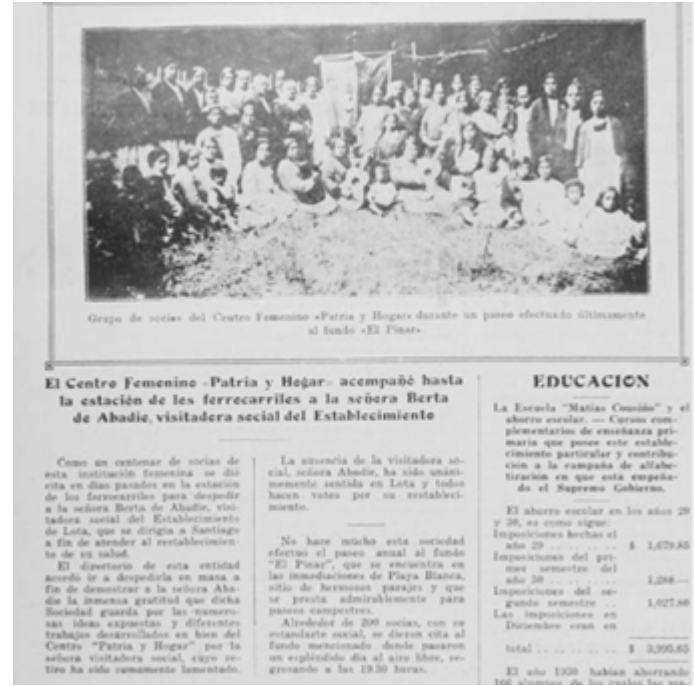 Grupo de socias del Centro Femenino «Patria y Hogar» durante un paseo efectuado últimamente
al fundo «El Pinar».
El Centro Femenino «Patria y Hogar» acompañó hasta
la estación de los ferrocarriles a la señora Berta
de Abadie, visitadora social del Establecimiento
Como un centenar de socias de
esta institución femenina se dió
cita en días pasados en la estación
de los ferrocarriles para despedir
a la señora Berta de Abadie, visi-
tadora social del Establecimiento
de Lota, que se dirigía a Santiago
a fin de atender al restablecimien-
to de su salud.
El directorio de esta entidad
acordó ir a despedirla en masa a
fin de demostrar a la señora Aba-
die la inmensa gratitud que dicha
Sociedad guarda por las numero-
sas ideas expuestas y diferentes
trabajos desarrollados en bien del
Centro "Patria y Hogar" por la
señora visitadora social, cuyo re-
tiro ha sido sumamente lamentado.
La ausencia de la visitadora so-
cial, señora Abadie, ha sido unáni-
memente sentida en Lota y todos
hacen votos por su restableci-
miento.
No hace mucho esta sociedad
efectuó el paseo anual al fundo
"El Pinar", que se encuentra en
las inmediaciones de Playa Blanca,
sitio de hermosos parajes y que
se presta admirablemente para
paseos campestres.
Alrededor de 200 socias, con su
estandarte social, se dieron cita al
fundo mencionado donde pasaron
un espléndido día al aire libre, re-
gresando a las 19.30 horas.
EDUCACION
La Escuela "Matías Cousiño" y el
ahorro escolar. — Cursos com-
plementarios de enseñanza pri-
maria que posee este estable-
cimiento particular y contribu-
ción a la campaña de alfabe-
tización en que está empeña-
do el Supremo Gobierno.
El ahorro escolar en los años 29
y 30, es como sigue:
Imposiciones hechas el
año 29 .. .. .. .. $ 1,679.85
Imposiciones del pri-
mer semestre del
año 30 .. .. .. .. 1,288.—
Imposiciones del se-
gundo semestre .. 1,027.80
Las imposiciones en
Diciembre eran en
total .. .. .. .. $ 3,995.65
El año 1930 habían ahorrado
166 alumnos, de los cuales las ma-